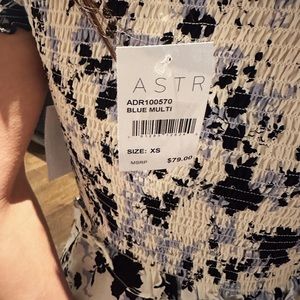 ASTR
ADR100570
BLUE MULTI
SIZE: XS
MSRP
$79.00